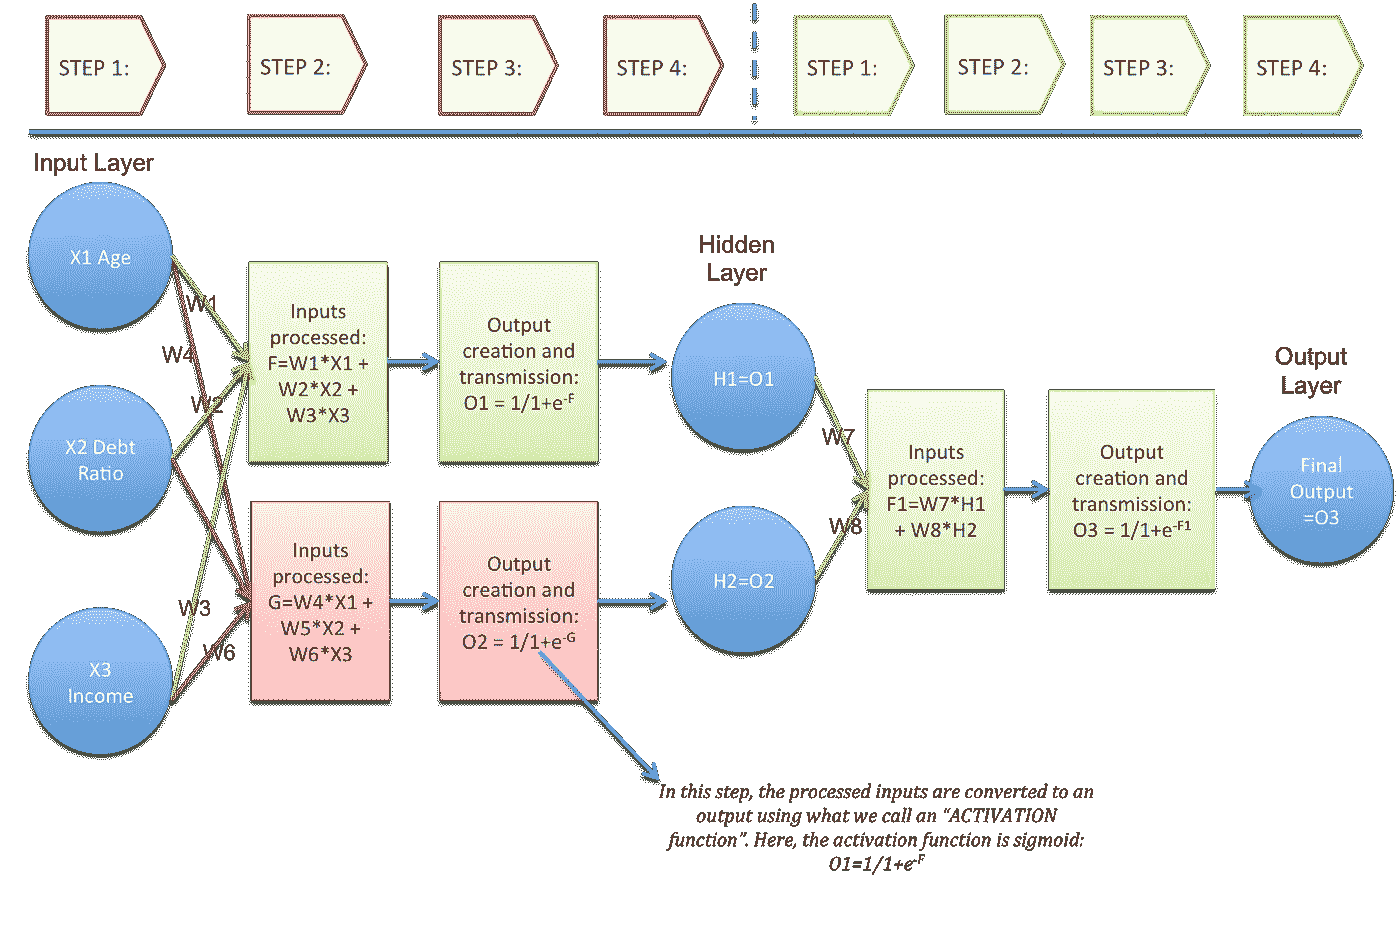 STEP 1:
STEP 2:
STEP 3:
STEP 4:
STEP 1:
STEP 2:
STEP 3:
STEP 4:
Input Layer
X1 Age
X2 Debt
Ratio
X3
Income
W1
W4
W2
W3
W6
Inputs
processed:
F=W1*X1 +
W2*X2 +
W3*X3
Output
creation and
transmission:
O1 = 1/1+e-F
Inputs
processed:
G=W4*X1 +
W5*X2 +
W6*X3
Output
creation and
transmission:
O2 = 1/1+e-G
Hidden
Layer
H1=O1
H2=O2
W7
W8
Inputs
processed:
F1=W7*H1
+ W8*H2
Output
creation and
transmission:
O3 = 1/1+e-F1
Output
Layer
Final
Output
=O3
In this step, the processed inputs are converted to an
output using what we call an “ACTIVATION
function”. Here, the activation function is sigmoid:
O1=1/1+e-F